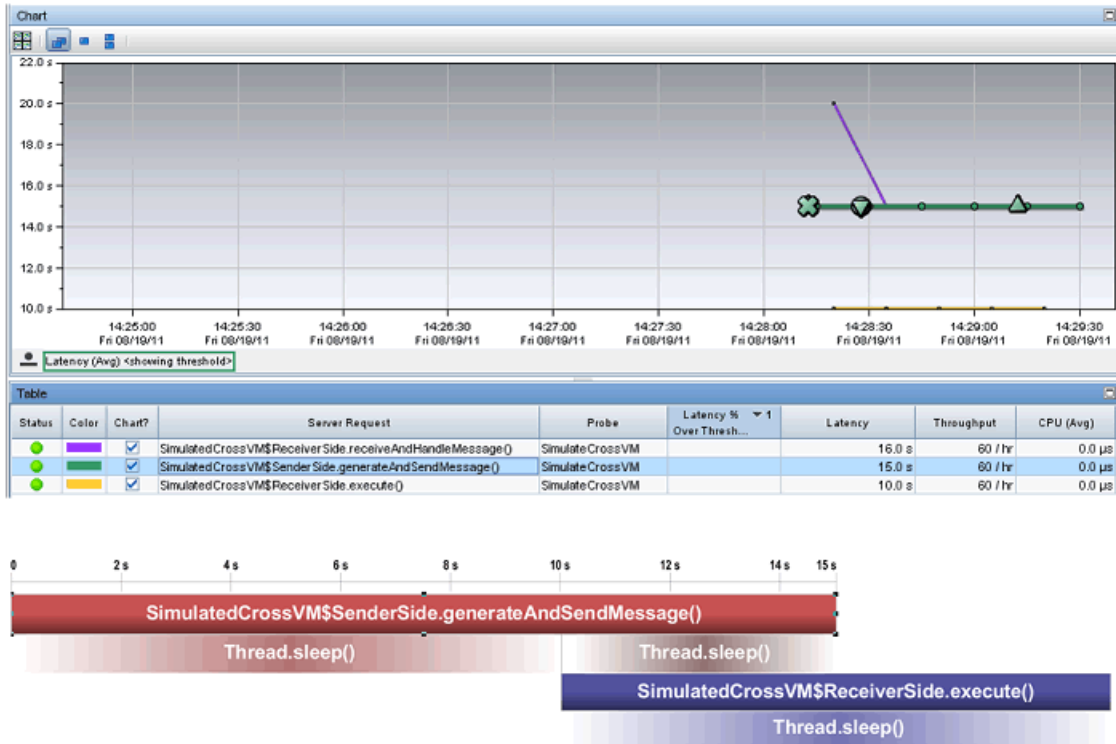 Chart
22.0 s
20.0 s
18.0 s
16.0 s
14.0 s
12.0 s
10.0 s
14:25:00 14:25:30 14:26:00 14:26:30 14:27:00 14:27:30 14:28:00 14:28:30 14:29:00 14:29:30
Fri 08/19/11 Fri 08/19/11 Fri 08/19/11 Fri 08/19/11 Fri 08/19/11 Fri 08/19/11 Fri 08/19/11 Fri 08/19/11 Fri 08/19/11 Fri 08/19/11
Latency (Avg) <showing threshold>
Table
Status Color Chart? Server Request Probe Latency % 1 Latency Throughput CPU (Avg)
Over Thresh...
SimulatedCrossVM$ReceiverSide.receiveAndHandleMessage() SimulateCrossVM 16.0 s 60 / hr 0.0 µs
SimulatedCrossVM$SenderSide.generateAndSendMessage() SimulateCrossVM 15.0 s 60 / hr 0.0 µs
SimulatedCrossVM$ReceiverSide.execute() SimulateCrossVM 10.0 s 60 / hr 0.0 µs
0 2 s 4 s 6 s 8 s 10 s 12 s 14 s 15 s
SimulatedCrossVM$SenderSide.generateAndSendMessage()
Thread.sleep() Thread.sleep()
SimulatedCrossVM$ReceiverSide.execute()
Thread.sleep()